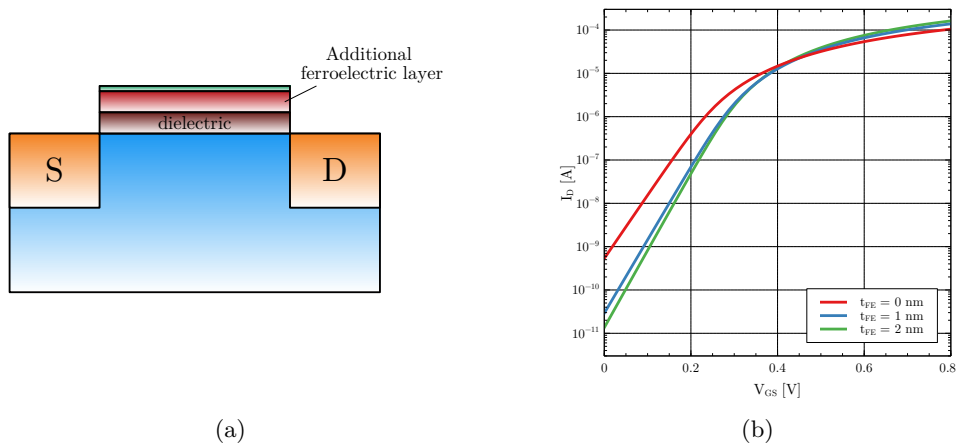 Additional
ferroelectric layer
dielectric
S
D
(a)
10⁻⁴
10⁻⁵
10⁻⁶
10⁻⁷
10⁻⁸
10⁻⁹
10⁻¹⁰
10⁻¹¹
I_D [A]
t_FE = 0 nm
t_FE = 1 nm
t_FE = 2 nm
0
0.2
0.4
0.6
0.8
V_GS [V]
(b)